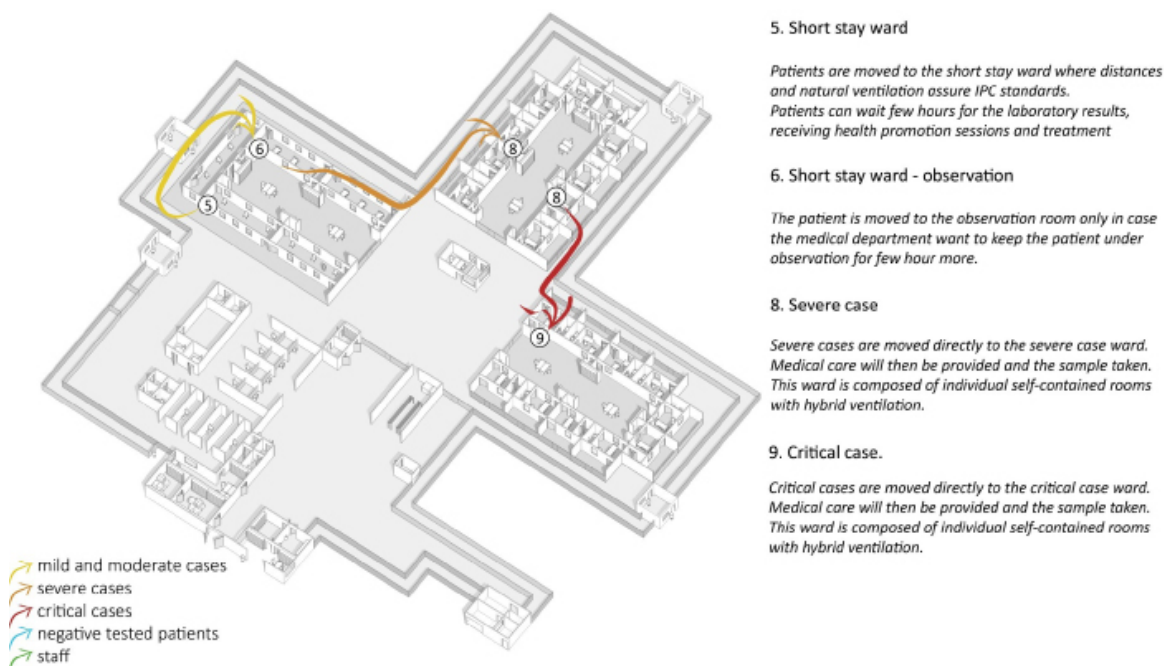 5. Short stay ward
Patients are moved to the short stay ward where distances
and natural ventilation assure IPC standards.
Patients can wait few hours for the laboratory results,
receiving health promotion sessions and treatment
6. Short stay ward - observation
The patient is moved to the observation room only in case
the medical department want to keep the patient under
observation for few hour more.
8. Severe case
Severe cases are moved directly to the severe case ward.
Medical care will then be provided and the sample taken.
This ward is composed of individual self-contained rooms
with hybrid ventilation.
9. Critical case.
Critical cases are moved directly to the critical case ward.
Medical care will then be provided and the sample taken.
This ward is composed of individual self-contained rooms
with hybrid ventilation.
6
8
5
8
9
mild and moderate cases
severe cases
critical cases
negative tested patients
staff